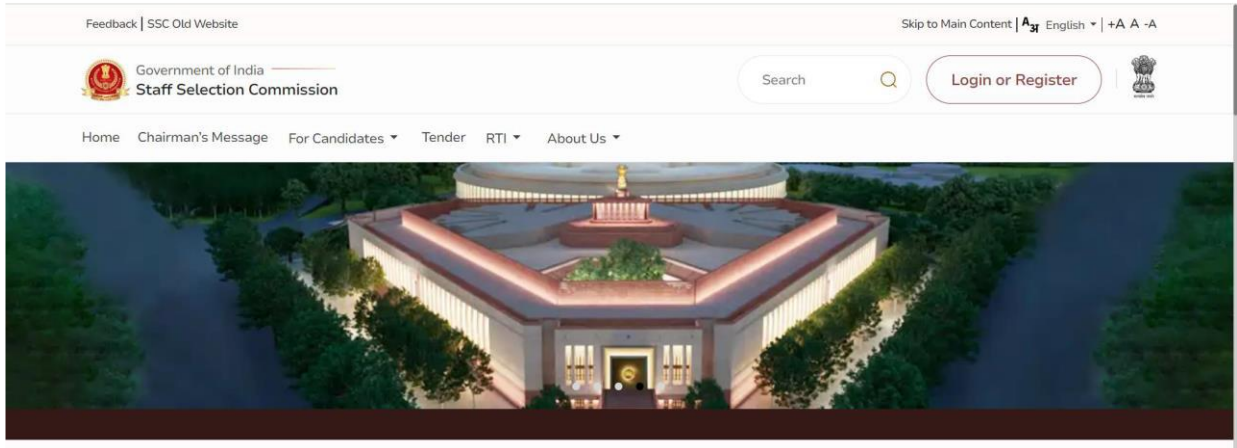 Feedback | SSC Old Website
Skip to Main Content | Aअ English | +A A -A
Government of India
Staff Selection Commission
Search
Login or Register
Home Chairman's Message For Candidates Tender RTI About Us